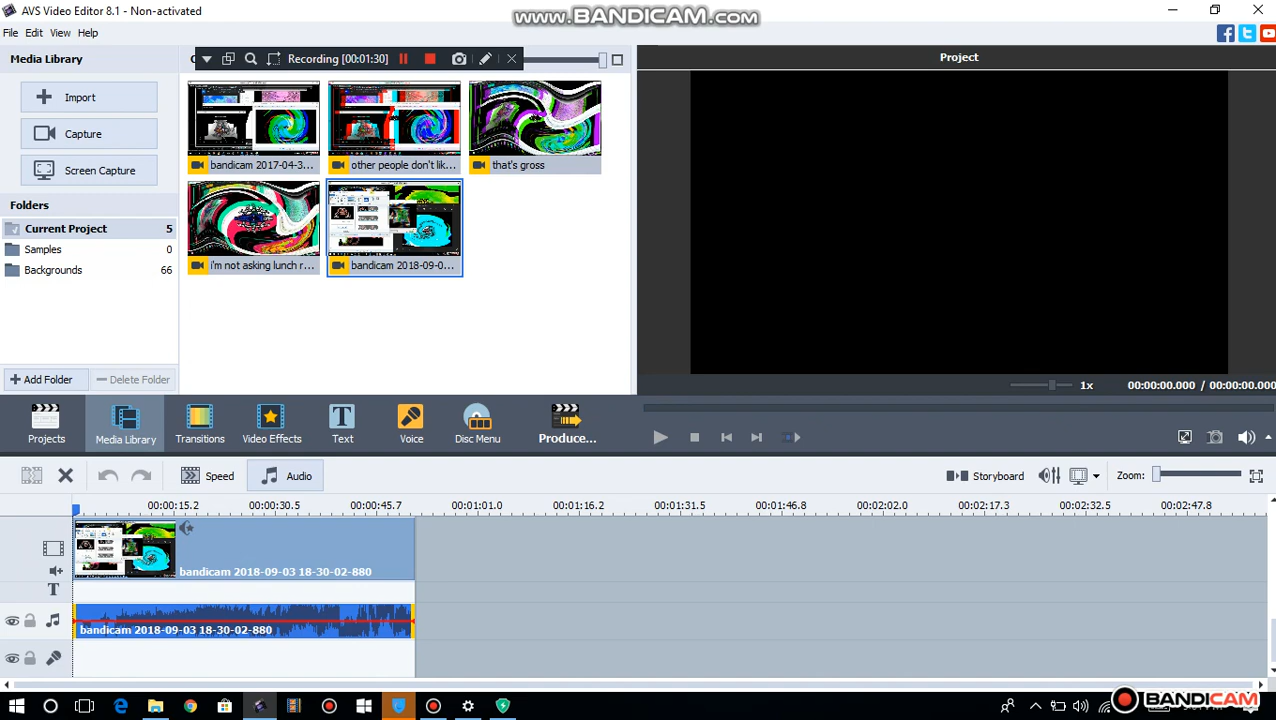 AVS Video Editor 8.1 - Non-activated
www.BANDICAM.com
File Edit View Help
Media Library
Recording [00:01:30]
Project
Import
Capture
Screen Capture
Folders
Current Project 5
Samples 0
Backgrounds 66
bandicam 2017-04-3...
other people don't lik...
that's gross
i'm not asking lunch r...
bandicam 2018-09-0...
Add Folder
Delete Folder
1x
00:00:00.000 / 00:00:00.000
Projects
Media Library
Transitions
Video Effects
Text
Voice
Disc Menu
Produce...
Speed
Audio
Storyboard
Zoom:
00:00:15.2 00:00:30.5 00:00:45.7 00:01:01.0 00:01:16.2 00:01:31.5 00:01:46.8 00:02:02.0 00:02:17.3 00:02:32.5 00:02:47.8
bandicam 2018-09-03 18-30-02-880
T
bandicam 2018-09-03 18-30-02-880
BANDICAM